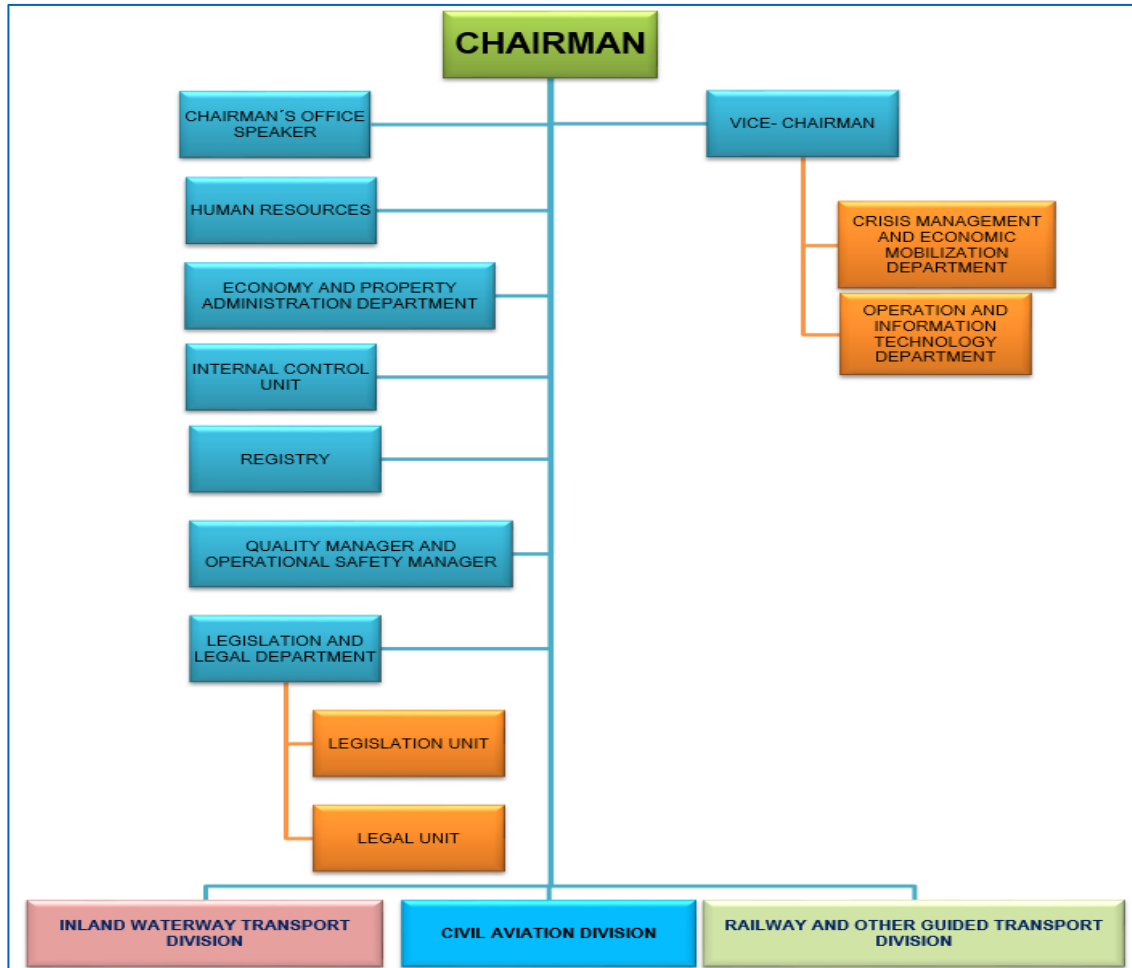 CHAIRMAN
CHAIRMAN´S OFFICE
SPEAKER
VICE- CHAIRMAN
HUMAN RESOURCES
CRISIS MANAGEMENT
AND ECONOMIC
MOBILIZATION
DEPARTMENT
ECONOMY AND PROPERTY
ADMINISTRATION DEPARTMENT
OPERATION AND
INFORMATION
TECHNOLOGY
DEPARTMENT
INTERNAL CONTROL
UNIT
REGISTRY
QUALITY MANAGER AND
OPERATIONAL SAFETY MANAGER
LEGISLATION AND
LEGAL DEPARTMENT
LEGISLATION UNIT
LEGAL UNIT
INLAND WATERWAY TRANSPORT
DIVISION
CIVIL AVIATION DIVISION
RAILWAY AND OTHER GUIDED TRANSPORT
DIVISION